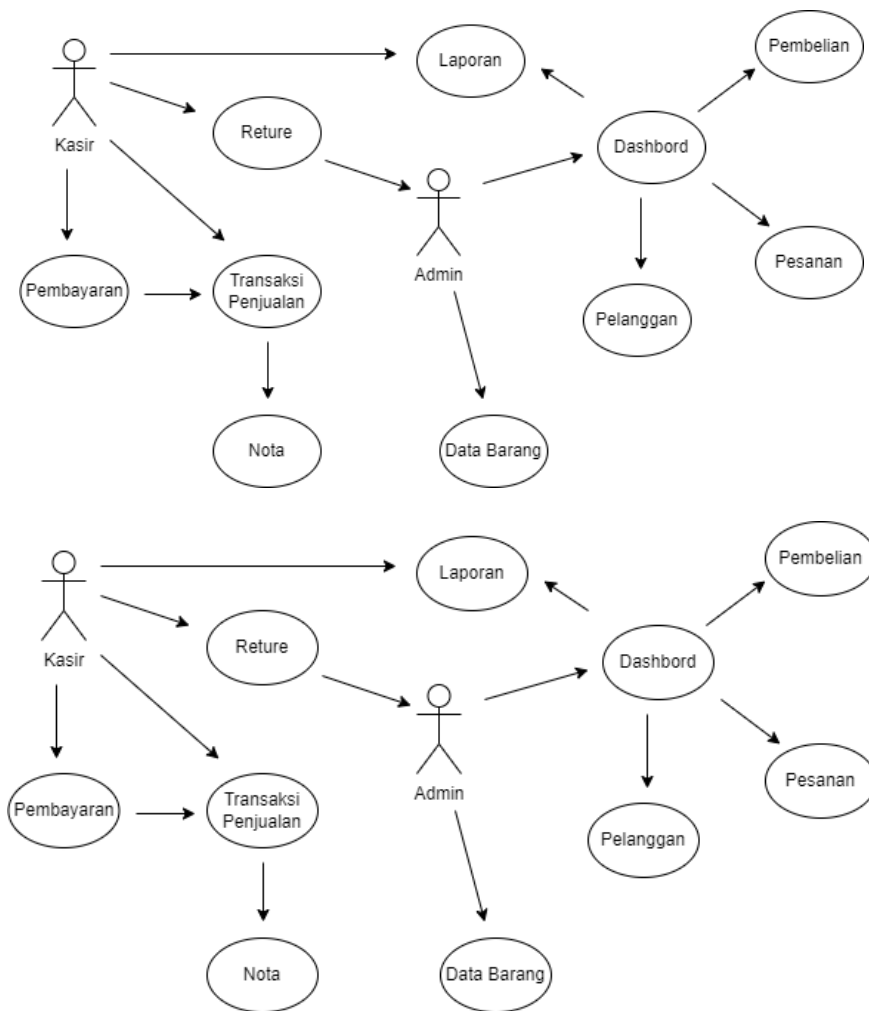 Pembelian
Laporan
Reture
Dashbord
Kasir
Pesanan
Admin
Pembayaran
Transaksi
Penjualan
Pelanggan
Nota
Data Barang
Pembelian
Laporan
Reture
Dashbord
Kasir
Pesanan
Admin
Pembayaran
Transaksi
Penjualan
Pelanggan
Nota
Data Barang